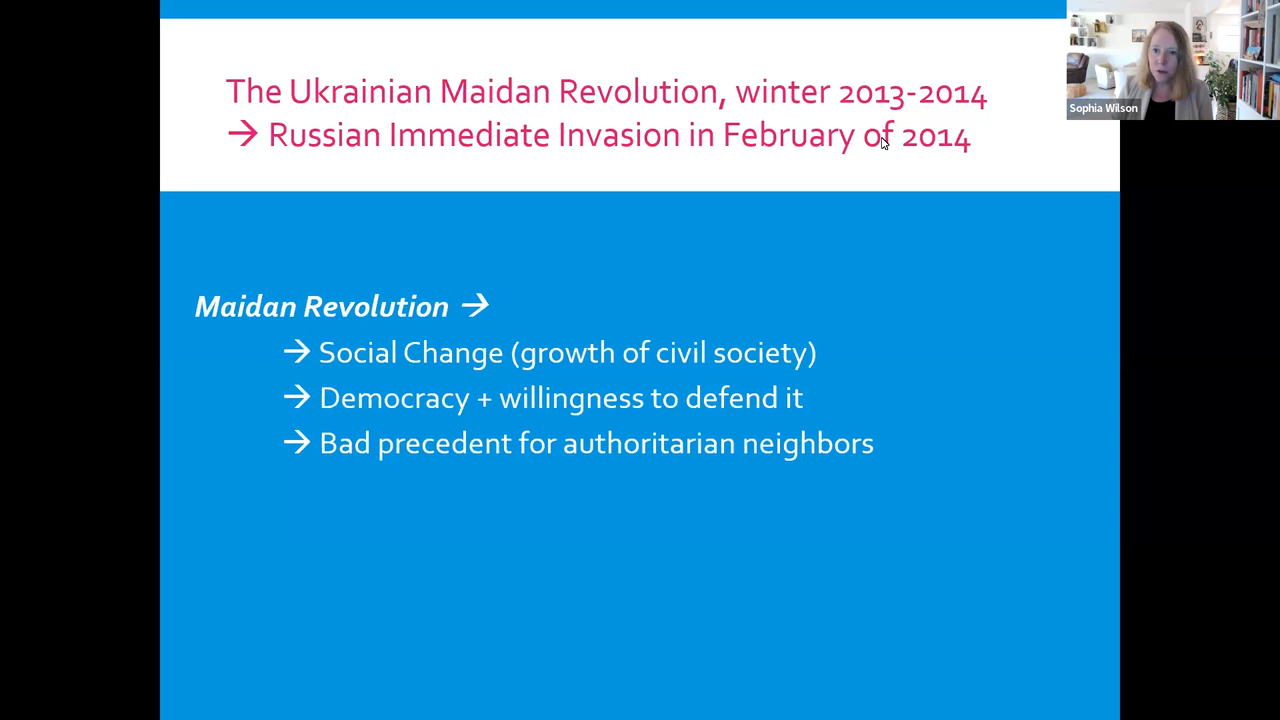 The Ukrainian Maidan Revolution, winter 2013-2014
→ Russian Immediate Invasion in February of 2014
Sophia Wilson
Maidan Revolution →
→ Social Change (growth of civil society)
→ Democracy + willingness to defend it
→ Bad precedent for authoritarian neighbors